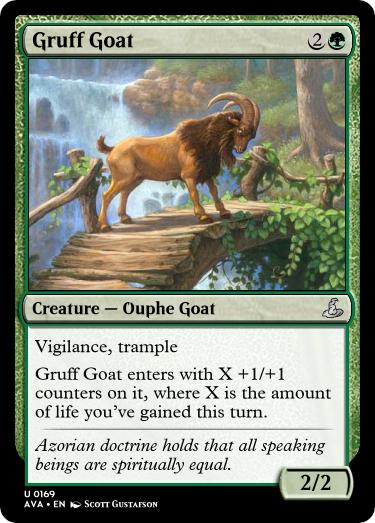 Gruff Goat 2
Creature — Ouphe Goat
Vigilance, trample
Gruff Goat enters with X +1/+1
counters on it, where X is the amount
of life you've gained this turn.
Azorian doctrine holds that all speaking
beings are spiritually equal.
2/2
U 0169
AVA • EN Scott Gustafson